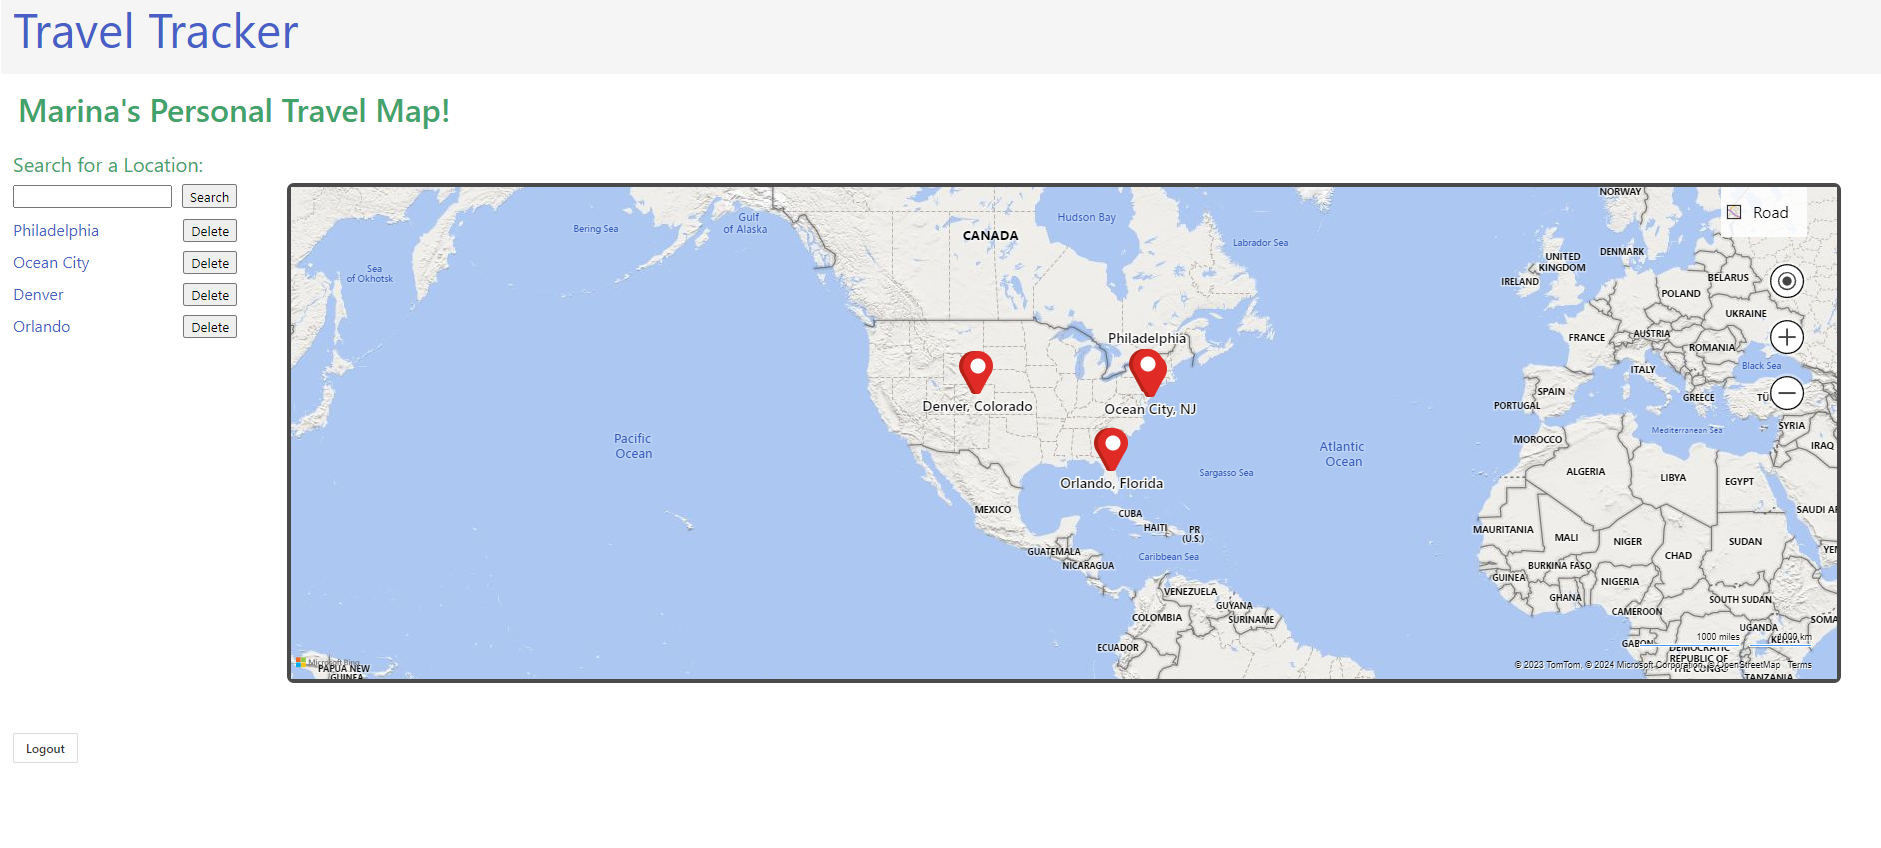 Travel Tracker
Marina's Personal Travel Map!
Search for a Location:
Search
Philadelphia
Delete
Ocean City
Delete
Denver
Delete
Orlando
Delete
Logout
Road
NORWAY
Gulf
of Alaska
Bering Sea
Hudson Bay
CANADA
Labrador Sea
Sea
of Okhotsk
UNITED
KINGDOM
DENMARK
IRELAND
BELARUS
POLAND
UKRAINE
FRANCE
AUSTRIA
ROMANIA
Philadelphia
ITALY
Black Sea
Denver, Colorado
Ocean City, NJ
SPAIN
PORTUGAL
GREECE
TÜ
Mediterranean Sea
SYRIA
IRAQ
Pacific
Ocean
Atlantic
Ocean
MOROCCO
Sargasso Sea
Orlando, Florida
ALGERIA
LIBYA
EGYPT
MEXICO
CUBA
HAITI
PR
(U.S.)
SAUDI AR
MAURITANIA
MALI
NIGER
CHAD
SUDAN
YE
GUATEMALA
NICARAGUA
Caribbean Sea
BURKINA FASO
GUINEA
NIGERIA
GHANA
VENEZUELA
GUYANA
SURINAME
COLOMBIA
CAMEROON
SOUTH SUDAN
SOMA
UGANDA
ECUADOR
GABON
KENYA
1000 miles
1000 km
DEMOCRATIC
REPUBLIC OF
THE CONGO
TANZANIA
Microsoft Bing
PAPUA NEW
GUINEA
© 2023 TomTom, © 2024 Microsoft Corporation, © OpenStreetMap
Terms